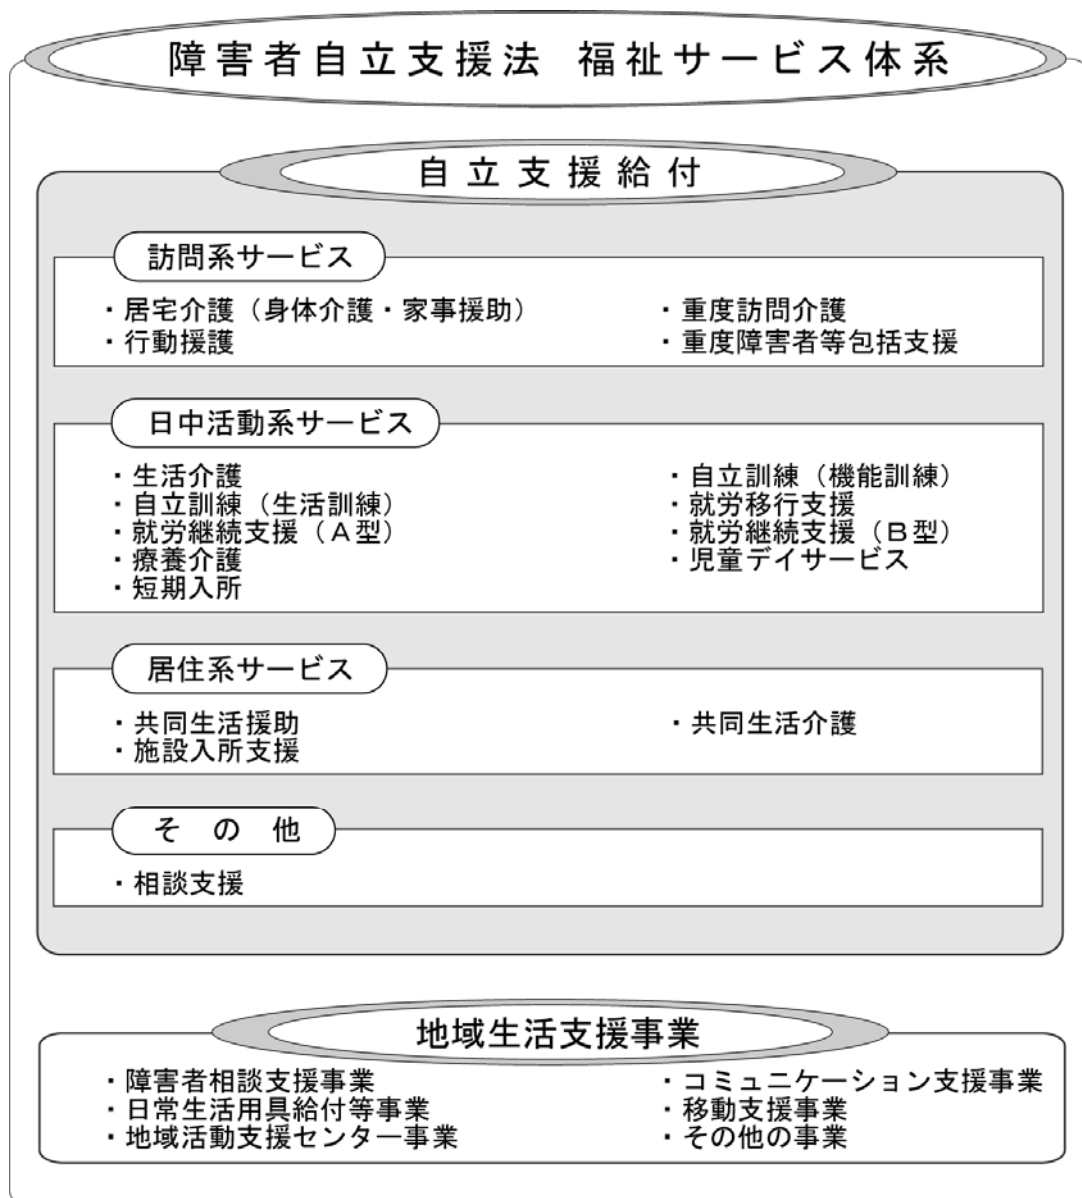 障害者自立支援法 福祉サービス体系
自立支援給付
訪問系サービス
・居宅介護（身体介護・家事援助） ・重度訪問介護
・行動援護 ・重度障害者等包括支援
日中活動系サービス
・生活介護 ・自立訓練（機能訓練）
・自立訓練（生活訓練） ・就労移行支援
・就労継続支援（Ａ型） ・就労継続支援（Ｂ型）
・療養介護 ・児童デイサービス
・短期入所
居住系サービス
・共同生活援助 ・共同生活介護
・施設入所支援
その他
・相談支援
地域生活支援事業
・障害者相談支援事業 ・コミュニケーション支援事業
・日常生活用具給付等事業 ・移動支援事業
・地域活動支援センター事業 ・その他の事業